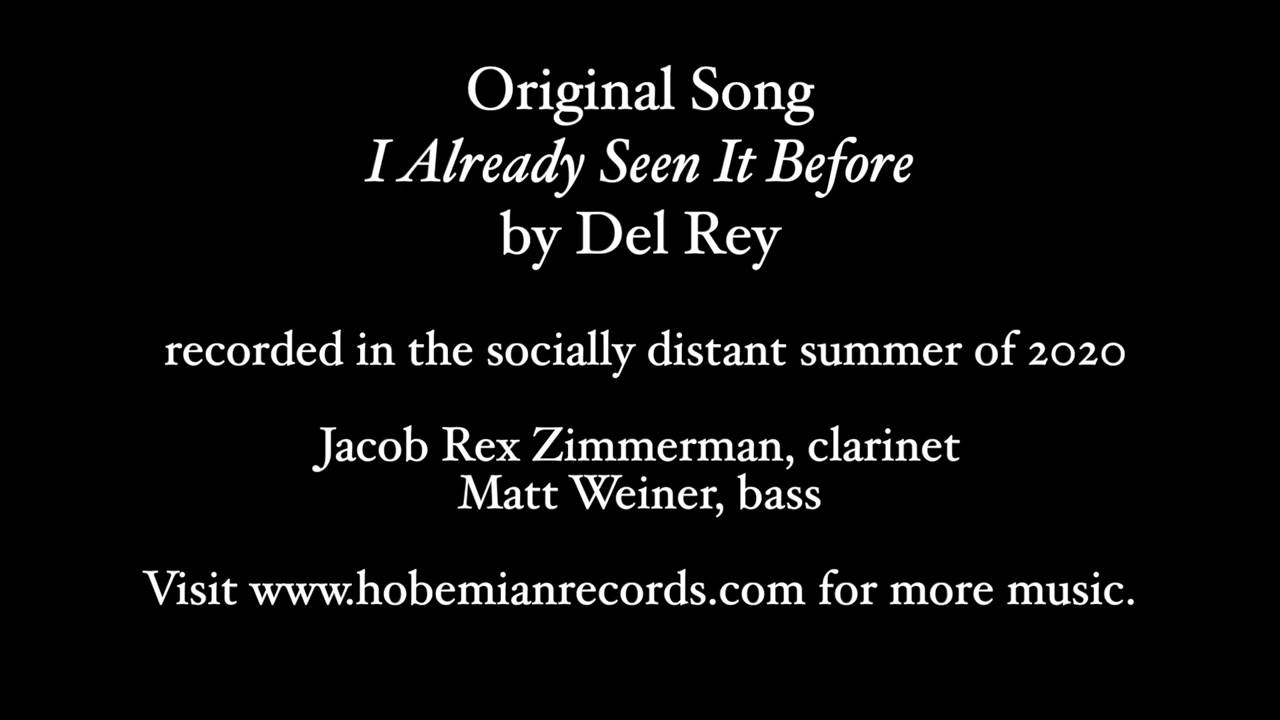 Original Song
I Already Seen It Before
by Del Rey
recorded in the socially distant summer of 2020
Jacob Rex Zimmerman, clarinet
Matt Weiner, bass
Visit www.hobemianrecords.com for more music.